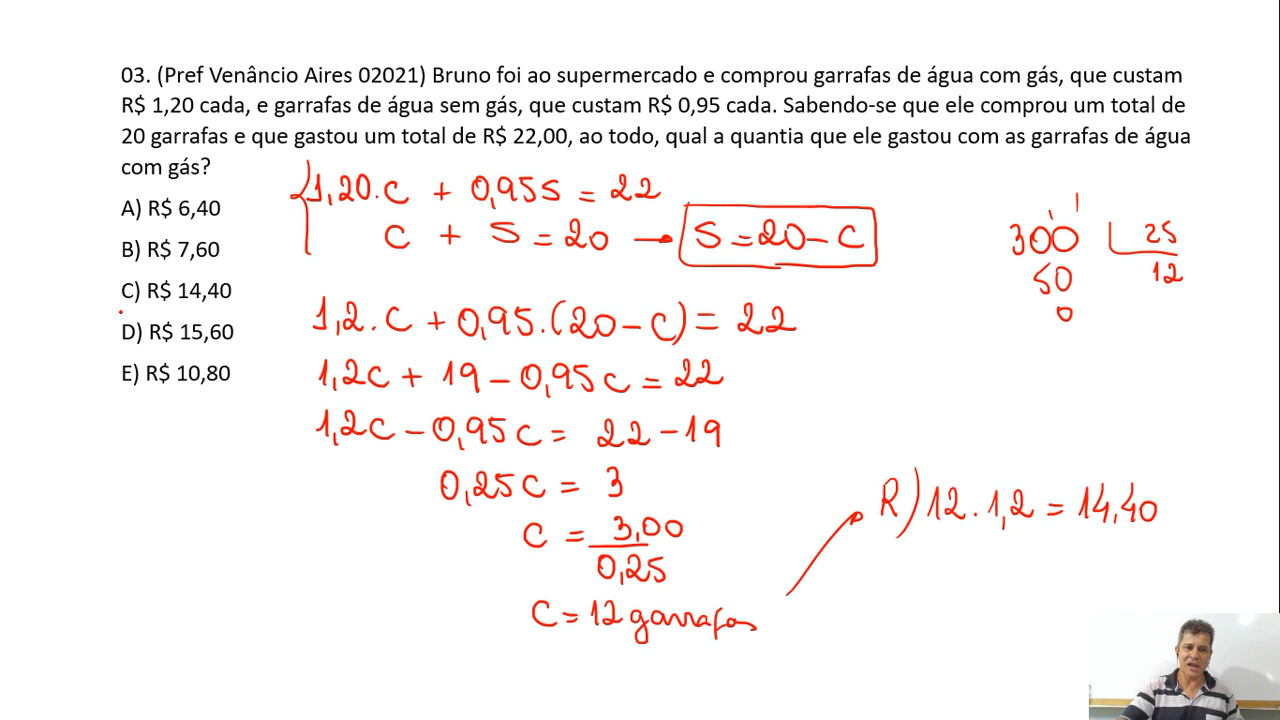 03. (Pref Venâncio Aires 02021) Bruno foi ao supermercado e comprou garrafas de água com gás, que custam
R$ 1,20 cada, e garrafas de água sem gás, que custam R$ 0,95 cada. Sabendo-se que ele comprou um total de
20 garrafas e que gastou um total de R$ 22,00, ao todo, qual a quantia que ele gastou com as garrafas de água
com gás?
A) R$ 6,40
B) R$ 7,60
C) R$ 14,40
D) R$ 15,60
E) R$ 10,80
1,20.C + 0,95S = 22
C + S = 20 → S = 20 - C
1,2.C + 0,95.(20 - C) = 22
1,2C + 19 - 0,95C = 22
1,2C - 0,95C = 22 - 19
0,25C = 3
C = 3,00
0,25
C = 12 garrafas
300 25
50 12
0
R) 12.1,2 = 14,40